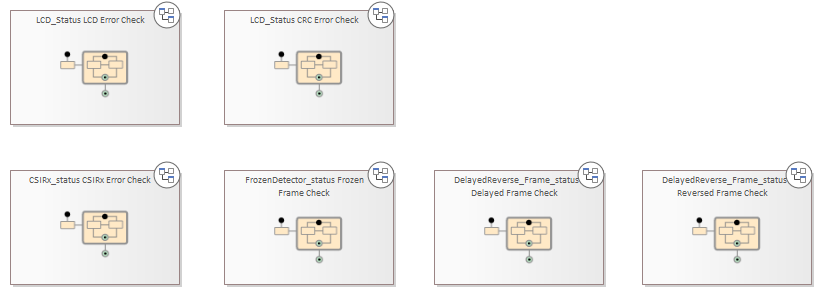 LCD_Status LCD Error Check
LCD_Status CRC Error Check
CSIRx_status CSIRx Error Check
FrozenDetector_status Frozen
Frame Check
DelayedReverse_Frame_status
Delayed Frame Check
DelayedReverse_Frame_status
Reversed Frame Check